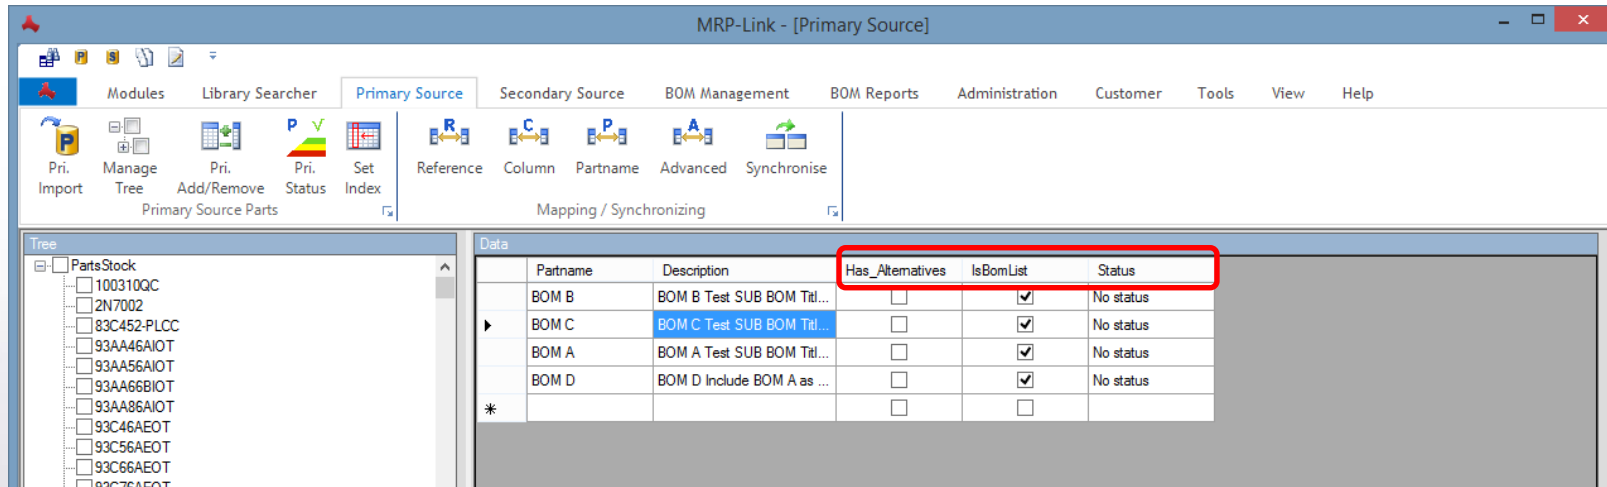 MRP-Link - [Primary Source]
P S
Modules Library Searcher Primary Source Secondary Source BOM Management BOM Reports Administration Customer Tools View Help
P R C P A
Pri. Import
Manage Tree
Pri. Add/Remove
Pri. Status
Set Index
Reference
Column
Partname
Advanced
Synchronise
Primary Source Parts
Mapping / Synchronizing
Tree
PartsStock
100310QC
2N7002
83C452-PLCC
93AA46AIOT
93AA56AIOT
93AA66BIOT
93AA86AIOT
93C46AEOT
93C56AEOT
93C66AEOT
93C76AEOT
Data
Partname Description Has_Alternatives IsBomList Status
BOM B BOM B Test SUB BOM Titl... No status
BOM C BOM C Test SUB BOM Titl... No status
BOM A BOM A Test SUB BOM Titl... No status
BOM D BOM D Include BOM A as ... No status